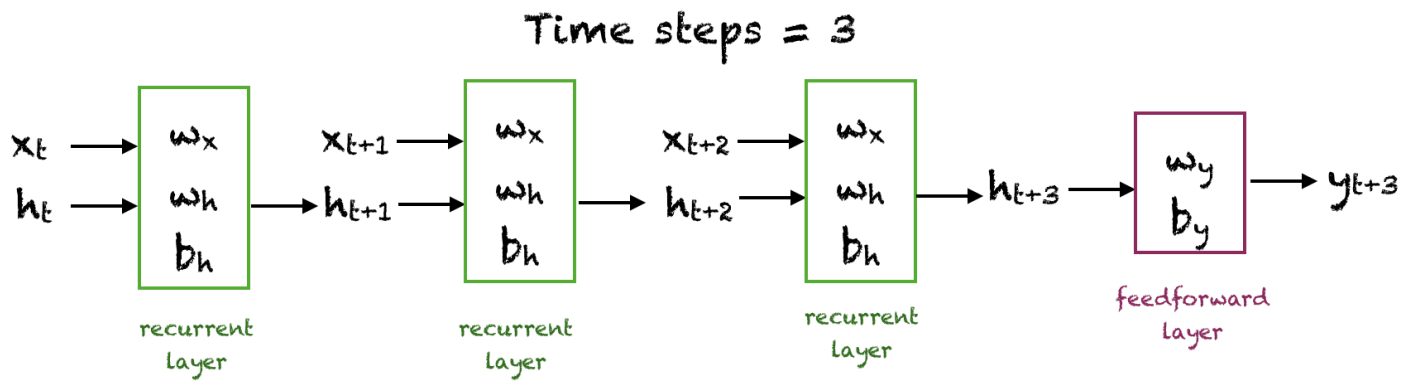 Time steps = 3
xt
ht
wx
wh
bh
recurrent
layer
xt+1
ht+1
wx
wh
bh
recurrent
layer
xt+2
ht+2
wx
wh
bh
recurrent
layer
ht+3
wy
by
feedforward
layer
yt+3